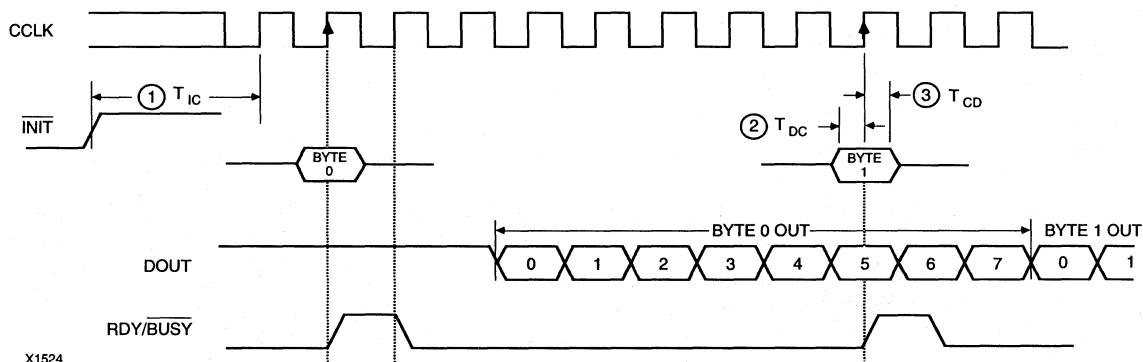 CCLK
① T IC
③ T CD
INIT
② T DC
BYTE 0
BYTE 1
BYTE 0 OUT
BYTE 1 OUT
DOUT
0 1 2 3 4 5 6 7 0 1
RDY/BUSY
X1524